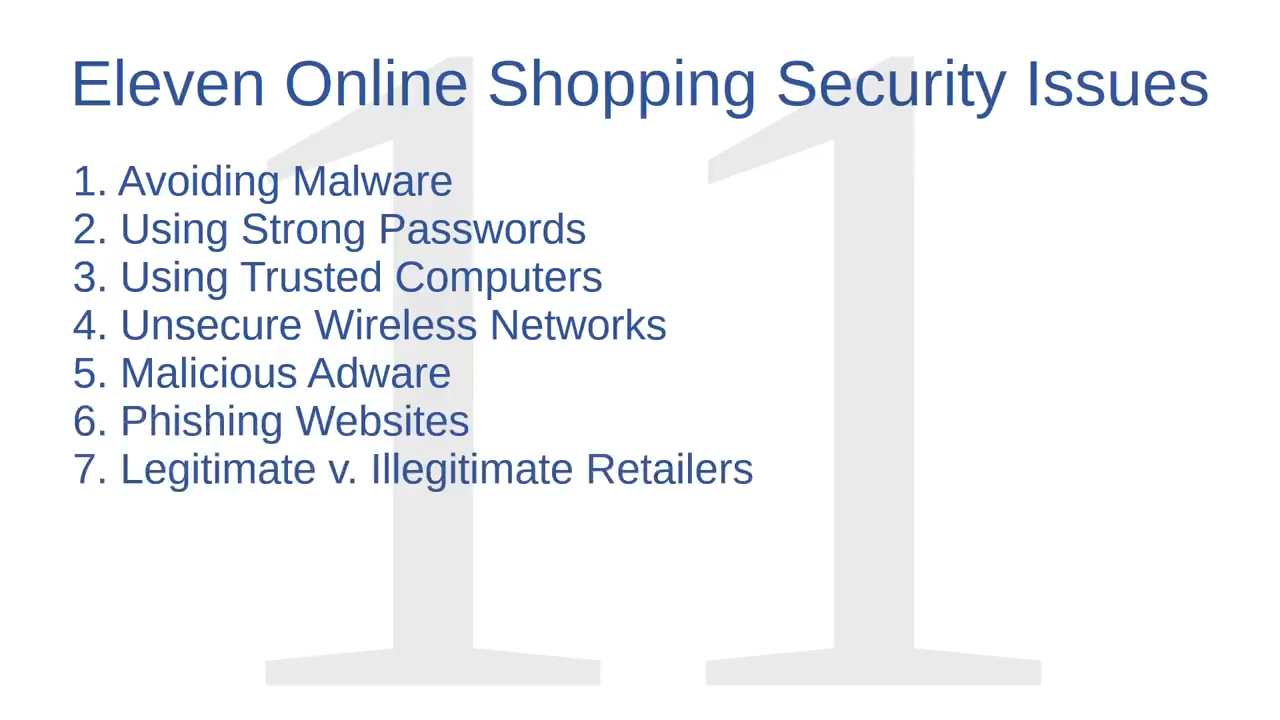 Eleven Online Shopping Security Issues
1. Avoiding Malware
2. Using Strong Passwords
3. Using Trusted Computers
4. Unsecure Wireless Networks
5. Malicious Adware
6. Phishing Websites
7. Legitimate v. Illegitimate Retailers
11